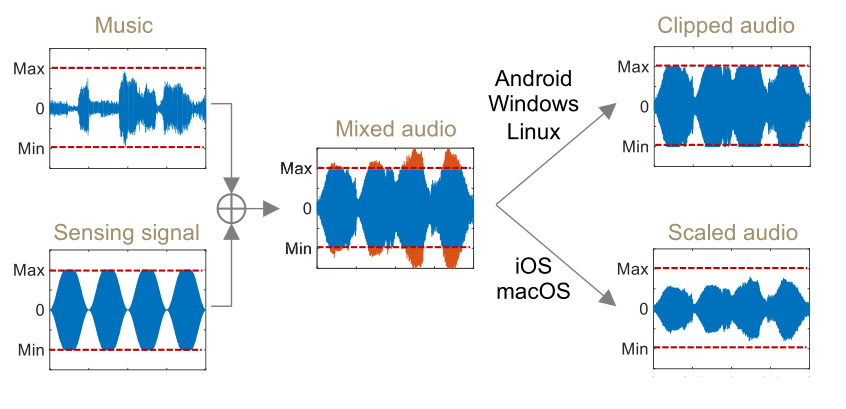 Music
Max
0
Min
Sensing signal
Max
0
Min
Mixed audio
Max
0
Min
Android
Windows
Linux
iOS
macOS
Clipped audio
Max
0
Min
Scaled audio
Max
0
Min